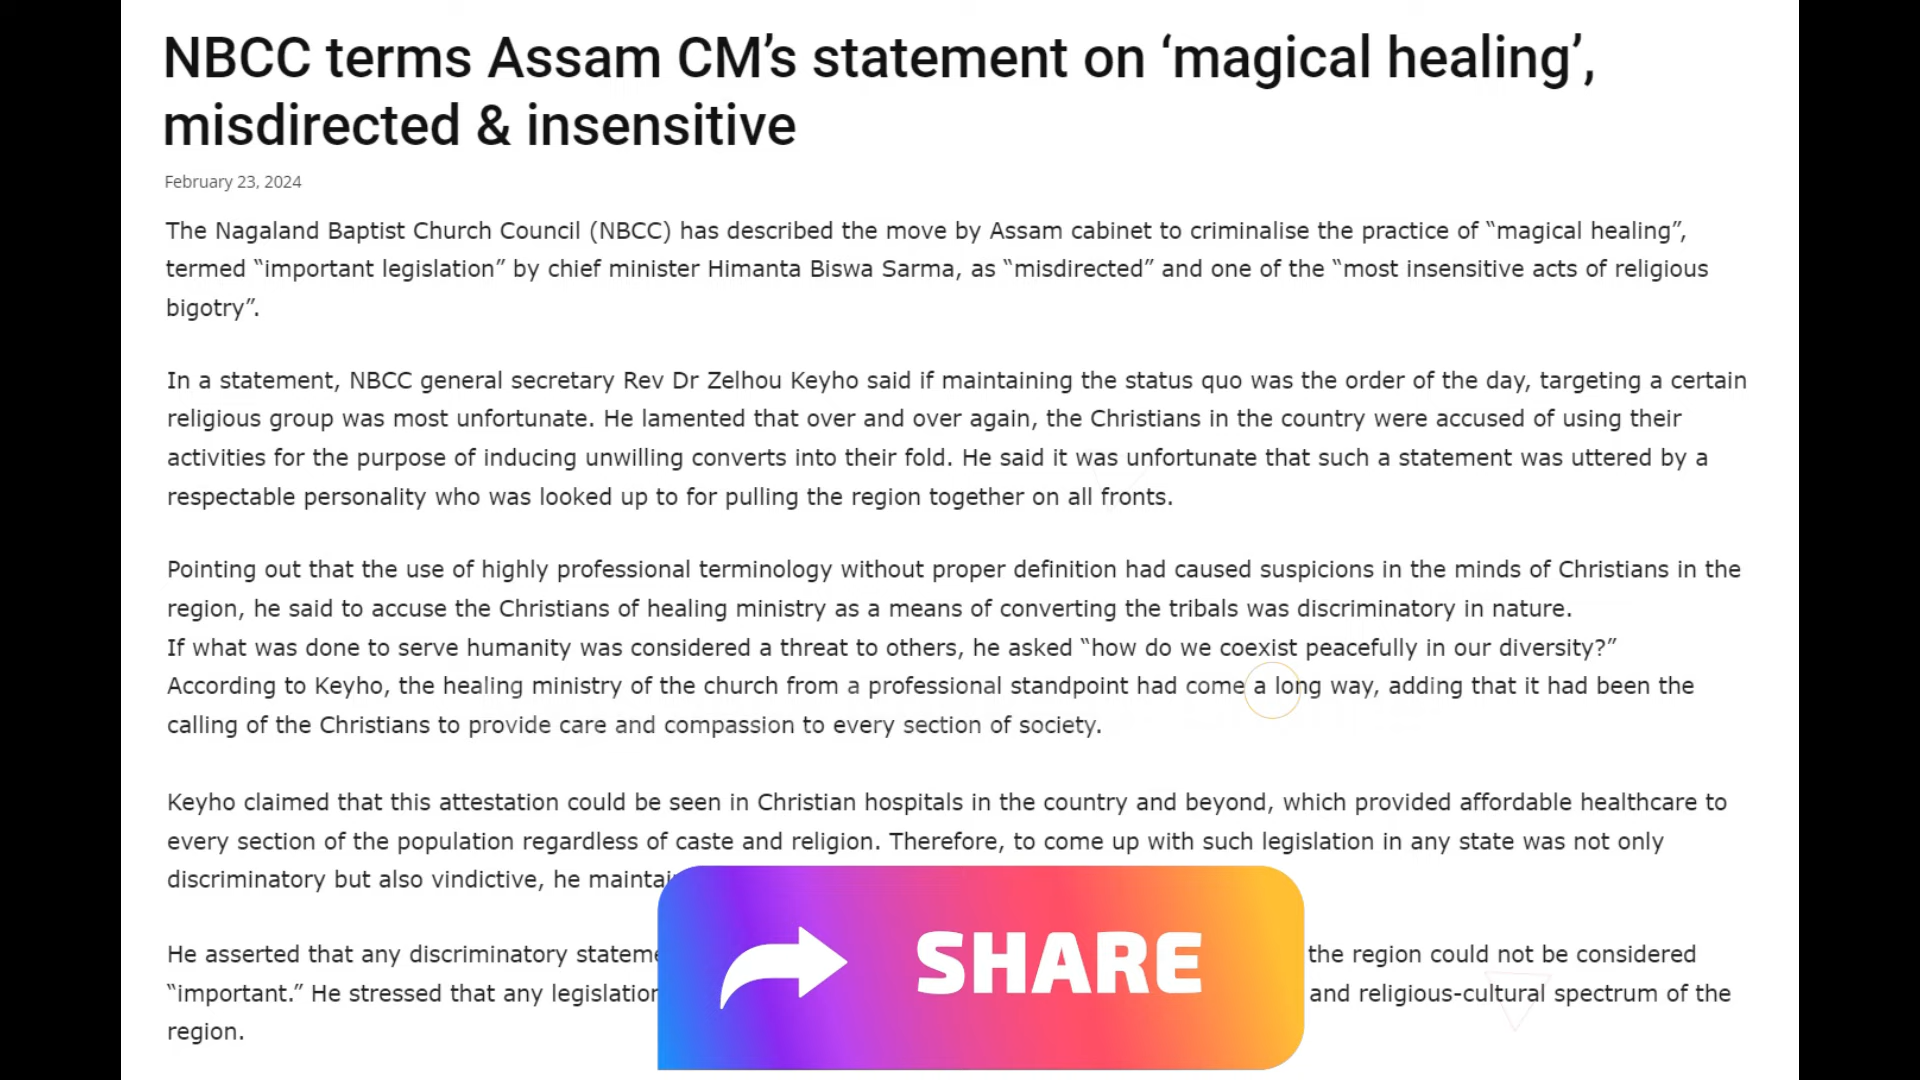 NBCC terms Assam CM’s statement on ‘magical healing’,
misdirected & insensitive
February 23, 2024
The Nagaland Baptist Church Council (NBCC) has described the move by Assam cabinet to criminalise the practice of “magical healing”,
termed “important legislation” by chief minister Himanta Biswa Sarma, as “misdirected” and one of the “most insensitive acts of religious
bigotry”.
In a statement, NBCC general secretary Rev Dr Zelhou Keyho said if maintaining the status quo was the order of the day, targeting a certain
religious group was most unfortunate. He lamented that over and over again, the Christians in the country were accused of using their
activities for the purpose of inducing unwilling converts into their fold. He said it was unfortunate that such a statement was uttered by a
respectable personality who was looked up to for pulling the region together on all fronts.
Pointing out that the use of highly professional terminology without proper definition had caused suspicions in the minds of Christians in the
region, he said to accuse the Christians of healing ministry as a means of converting the tribals was discriminatory in nature.
If what was done to serve humanity was considered a threat to others, he asked “how do we coexist peacefully in our diversity?”
According to Keyho, the healing ministry of the church from a professional standpoint had come a long way, adding that it had been the
calling of the Christians to provide care and compassion to every section of society.
Keyho claimed that this attestation could be seen in Christian hospitals in the country and beyond, which provided affordable healthcare to
every section of the population regardless of caste and religion. Therefore, to come up with such legislation in any state was not only
discriminatory but also vindictive, he
He asserted that any discriminatory the region could not be considered
“important.” He stressed that any legislation and religious-cultural spectrum of the
region.
SHARE